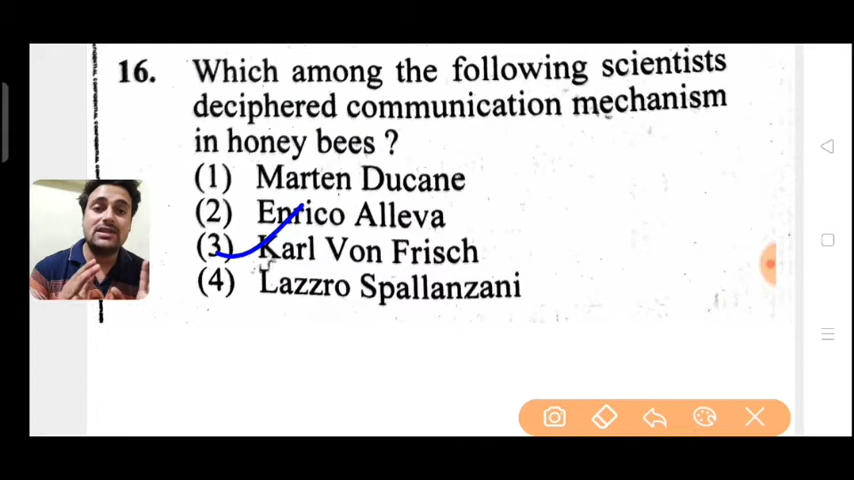 16. Which among the following scientists
deciphered communication mechanism
in honey bees ?
(1) Marten Ducane
(2) Enrico Alleva
(3) Karl Von Frisch
(4) Lazzro Spallanzani